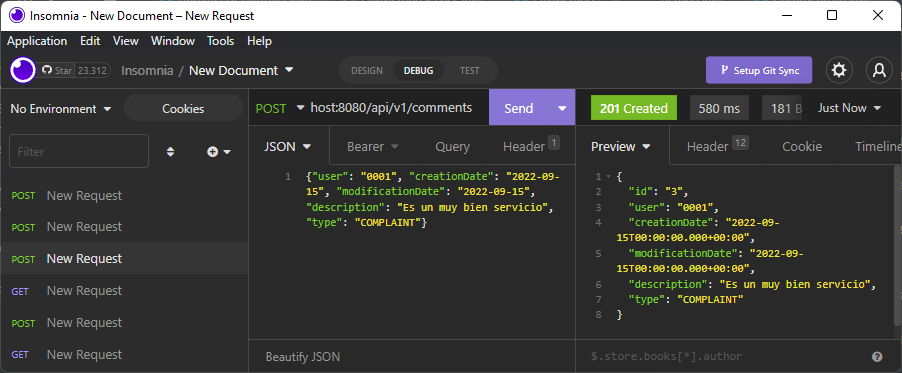 Insomnia - New Document – New Request
Application Edit View Window Tools Help
Star 23.312 Insomnia / New Document DESIGN DEBUG TEST Setup Git Sync
No Environment Cookies
Filter
POST New Request
POST New Request
POST New Request
GET New Request
POST New Request
GET New Request
POST host:8080/api/v1/comments Send
JSON Bearer Query Header 1
1 {"user": "0001", "creationDate": "2022-09-
15", "modificationDate": "2022-09-15",
"description": "Es un muy bien servicio",
"type": "COMPLAINT"}
Beautify JSON
201 Created 580 ms 181 B Just Now
Preview Header 12 Cookie Timeline
1 {
2 "id": "3",
3 "user": "0001",
4 "creationDate": "2022-09-
15T00:00:00.000+00:00",
5 "modificationDate": "2022-09-
15T00:00:00.000+00:00",
6 "description": "Es un muy bien servicio",
7 "type": "COMPLAINT"
8 }
$.store.books[*].author